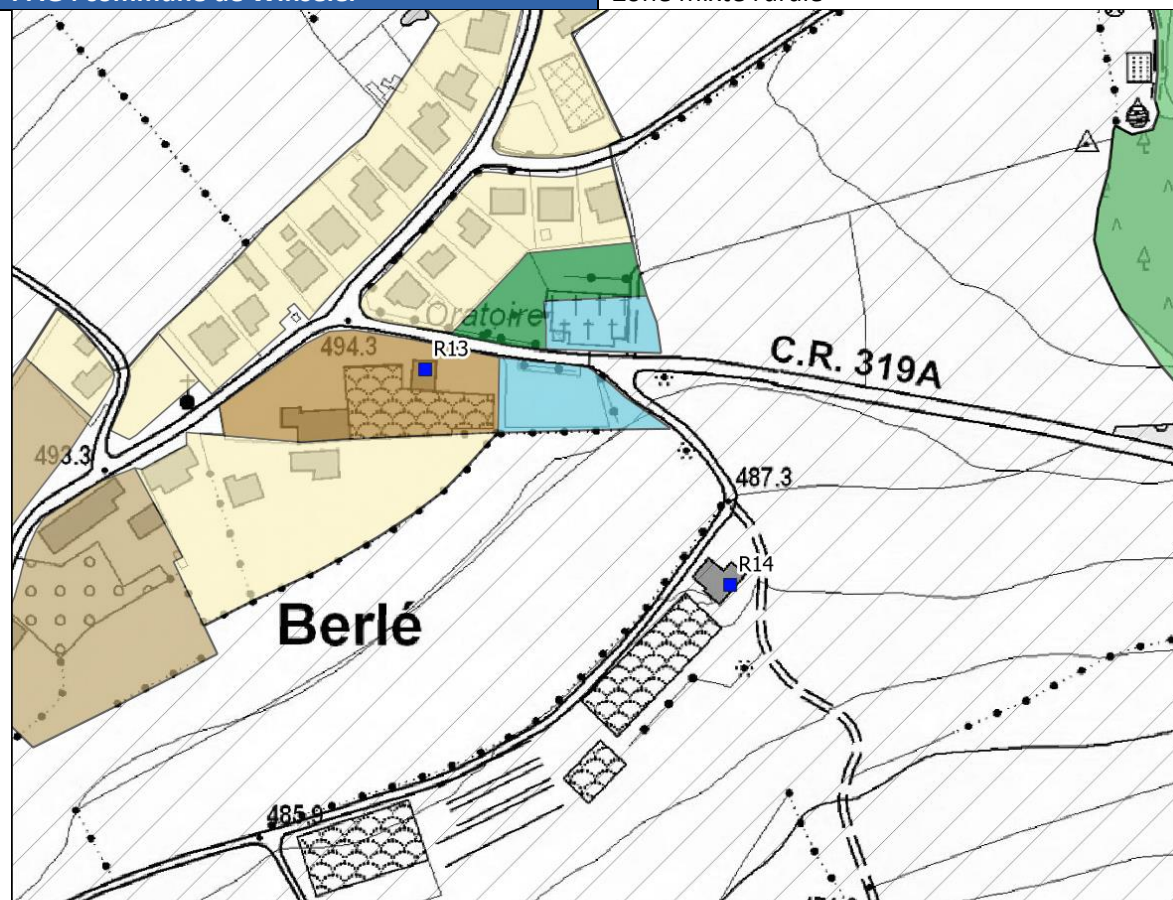 Zone mixte rurale
Oratoire
494.3
R13
C.R. 319A
493.3
487.3
R14
Berlé
485.9